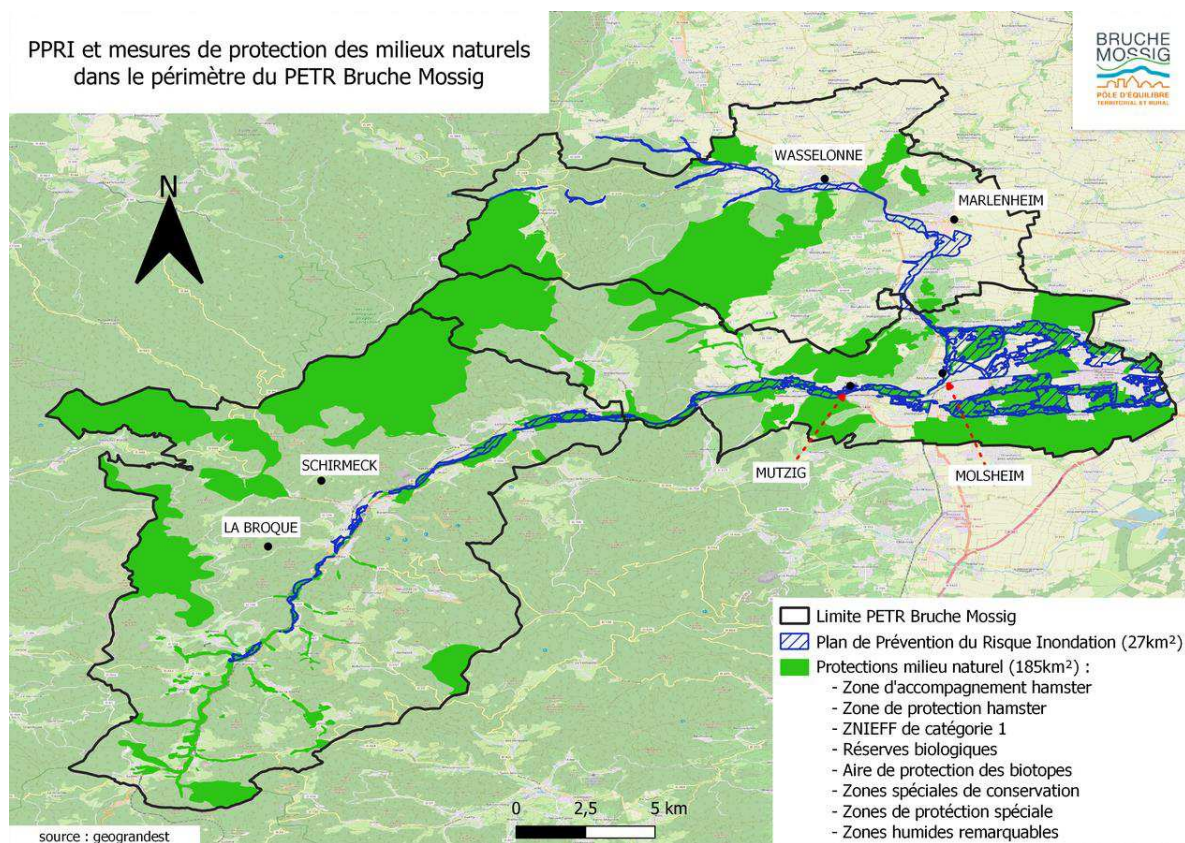 PPRI et mesures de protection des milieux naturels
dans le périmètre du PETR Bruche Mossig
BRUCHE
MOSSIG
PÔLE D'ÉQUILIBRE
TERRITORIAL ET RURAL
N
WASSELONNE
MARLENHEIM
SCHIRMECK
MUTZIG
MOLSHEIM
LA BROQUE
Limite PETR Bruche Mossig
Plan de Prévention du Risque Inondation (27km²)
Protections milieu naturel (185km²) :
- Zone d'accompagnement hamster
- Zone de protection hamster
- ZNIEFF de catégorie 1
- Réserves biologiques
- Aire de protection des biotopes
- Zones spéciales de conservation
- Zones de protéction spéciale
- Zones humides remarquables
0 2,5 5 km
source : geograndest